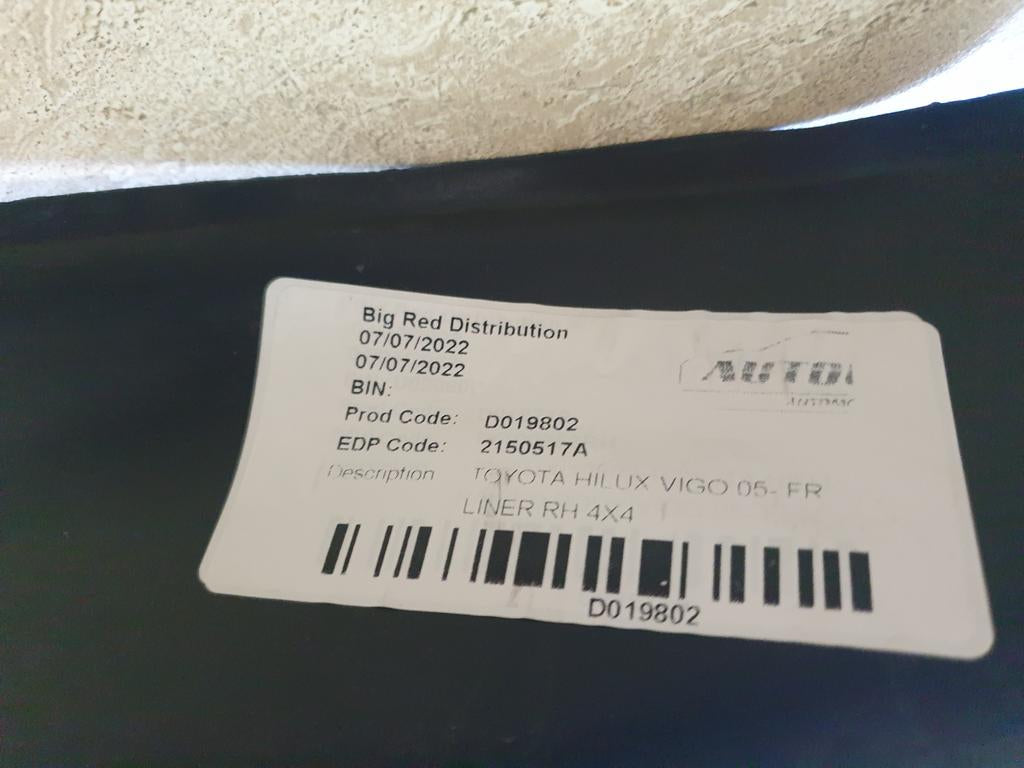 Big Red Distribution
07/07/2022
07/07/2022
BIN:
Prod Code: D019802
EDP Code: 2150517A
Description TOYOTA HILUX VIGO 05- FR
LINER RH 4X4
D019802